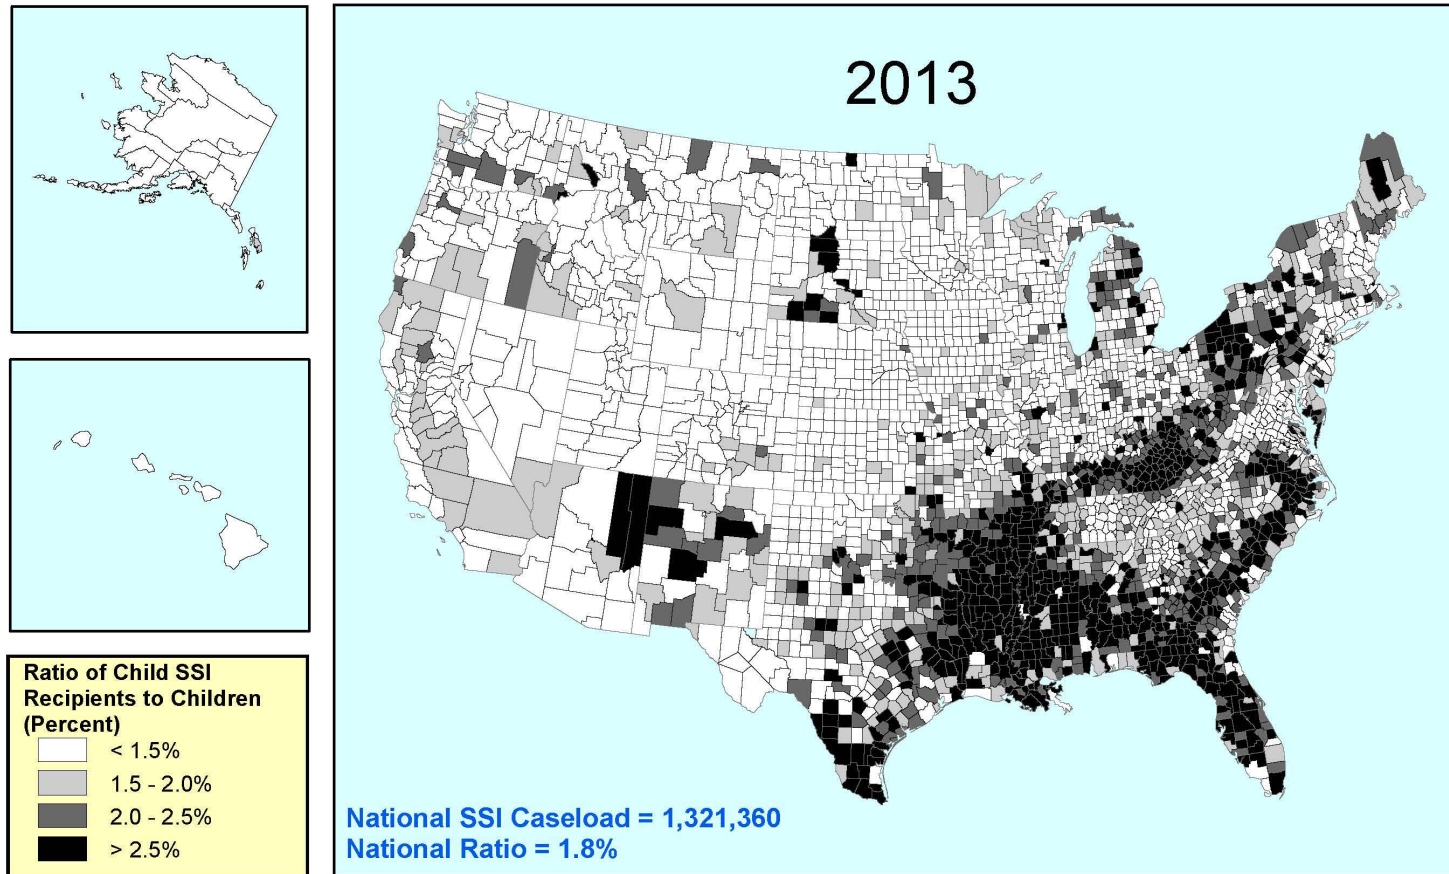 2013
Ratio of Child SSI
Recipients to Children
(Percent)
< 1.5%
1.5 - 2.0%
2.0 - 2.5%
> 2.5%
National SSI Caseload = 1,321,360
National Ratio = 1.8%